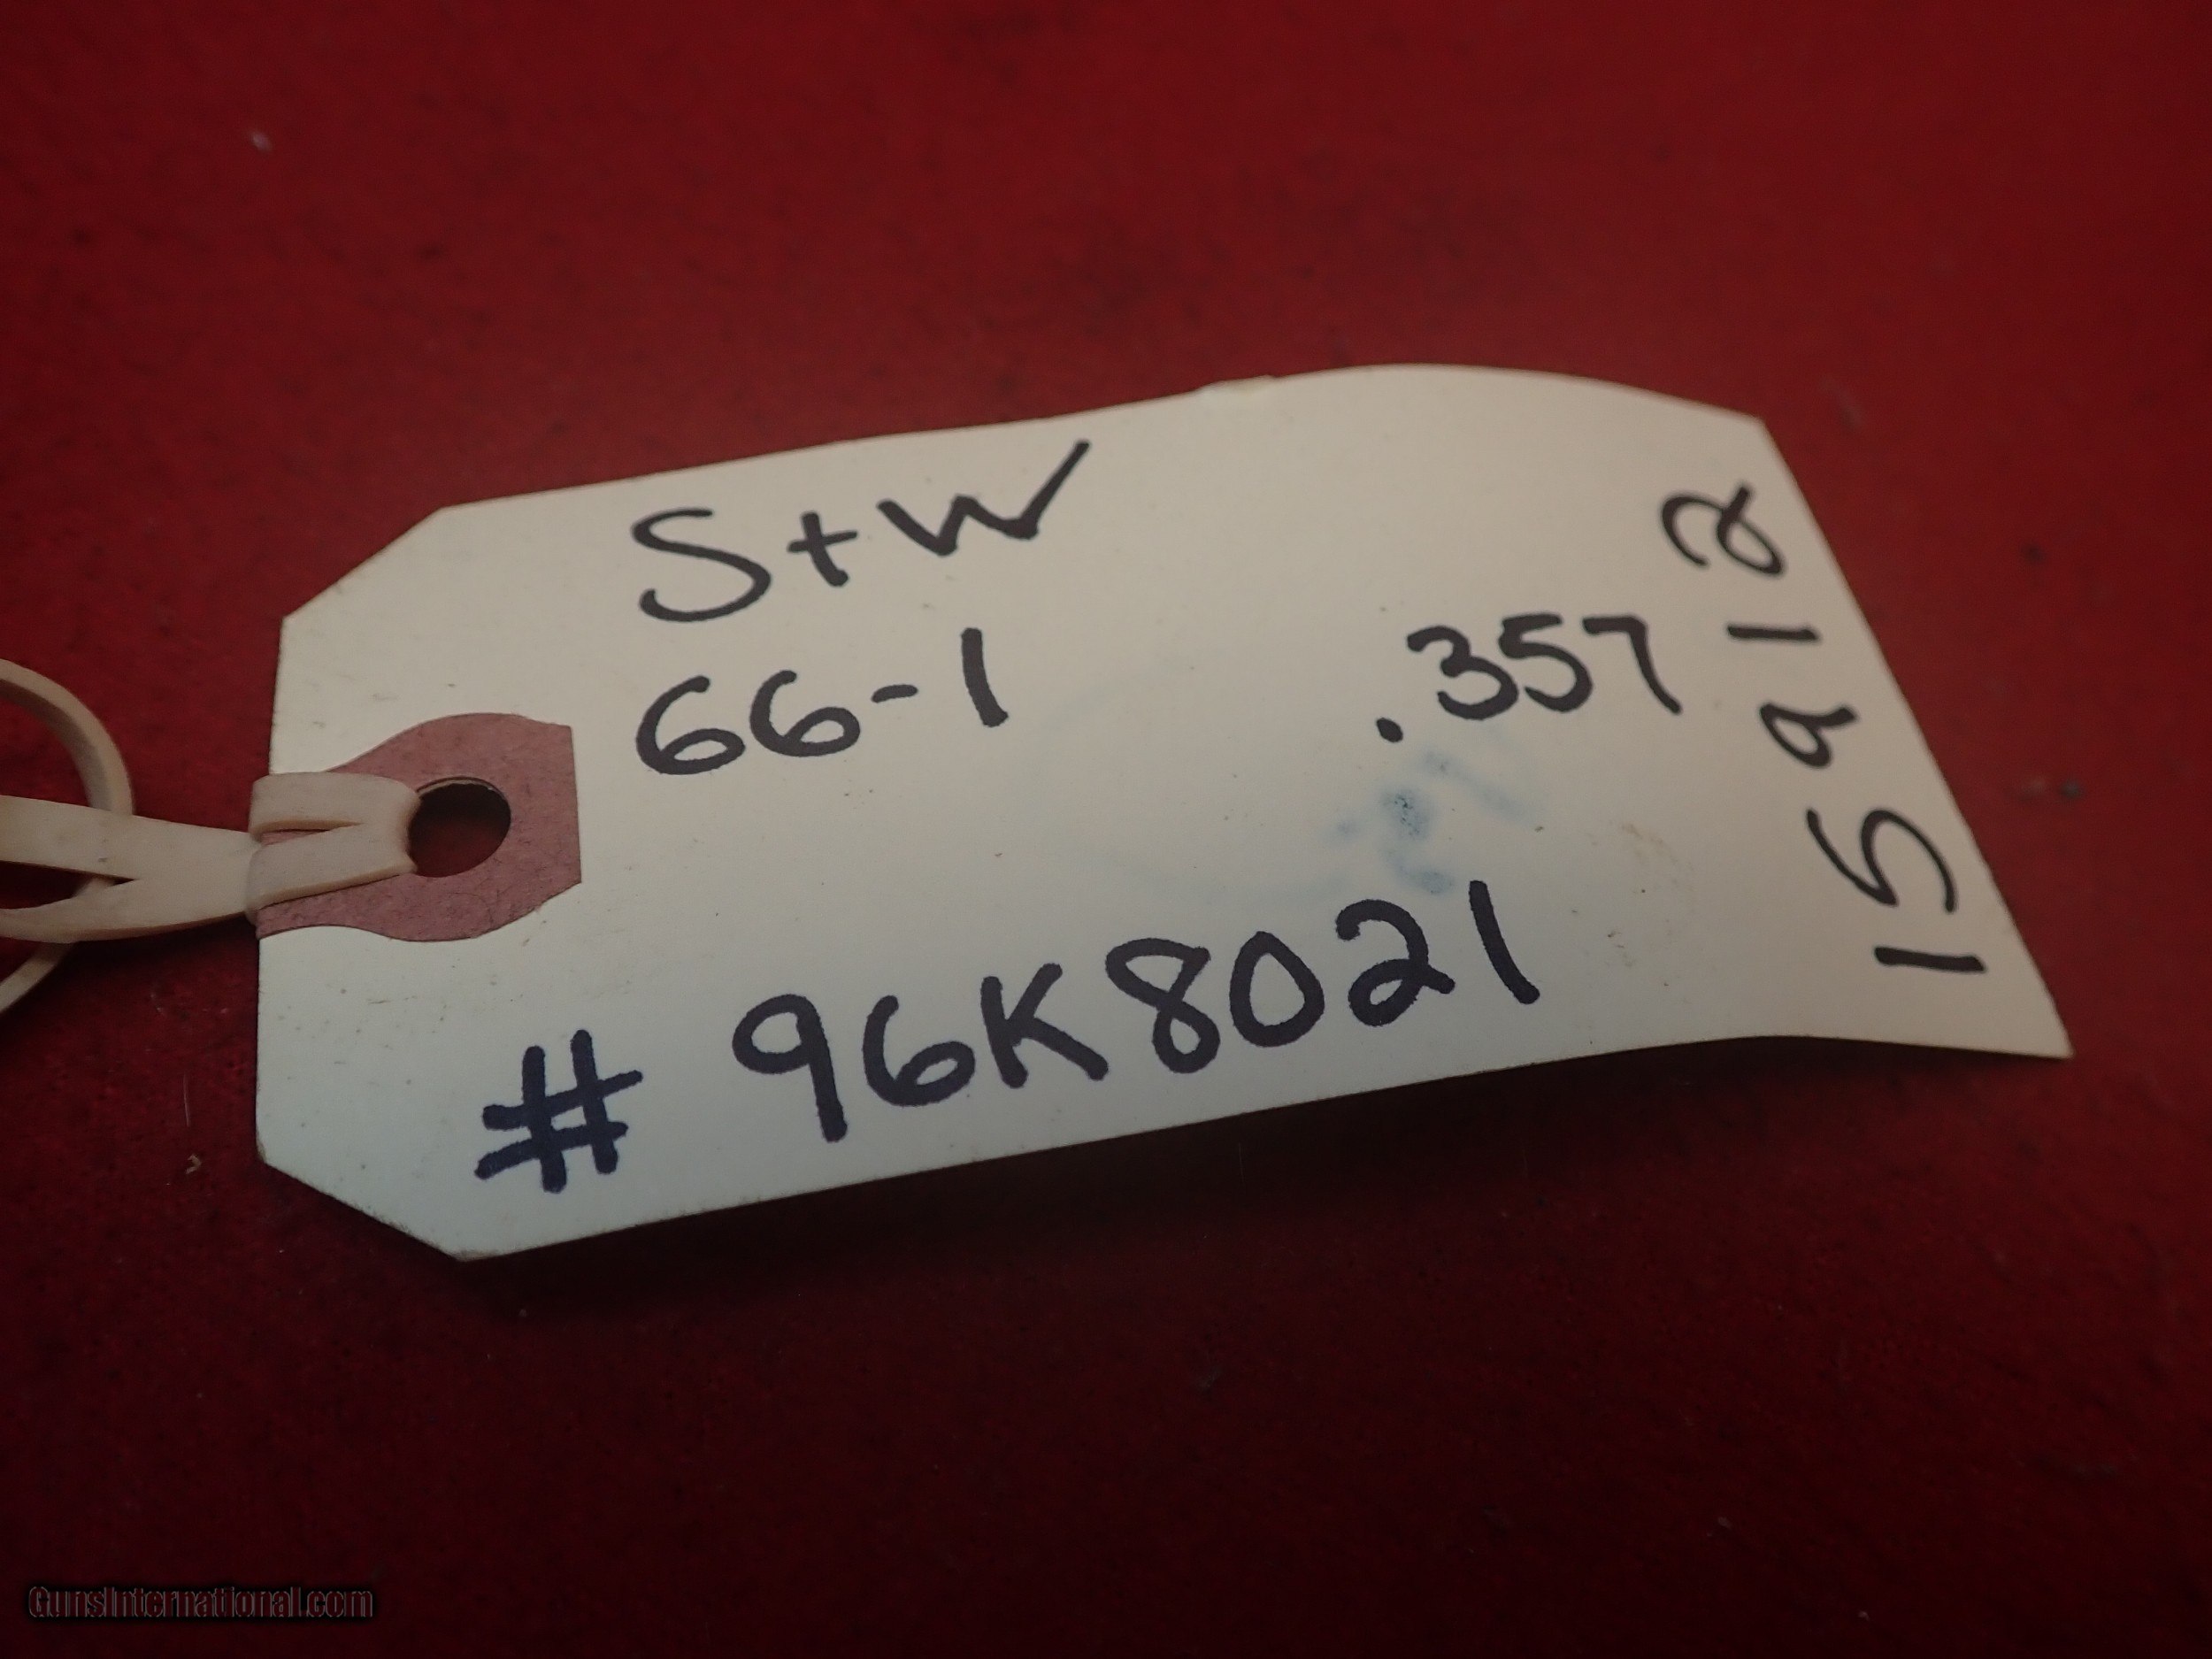 S+W
66-1
.357
# 96K8021
15912
GunsInternational.com